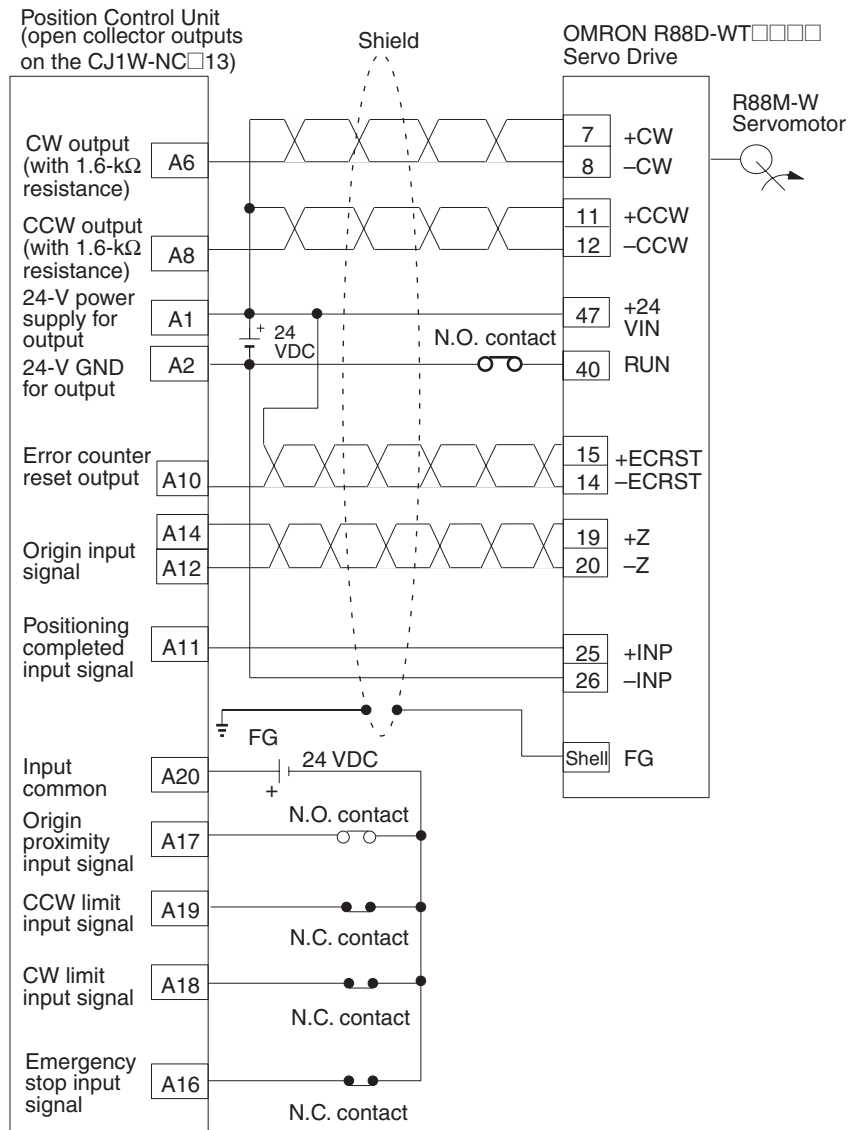 Position Control Unit
(open collector outputs
on the CJ1W-NC□13)
Shield
OMRON R88D-WT□□□□
Servo Drive
R88M-W
Servomotor
CW output
(with 1.6-kΩ
resistance)
A6
7
+CW
8
–CW
CCW output
(with 1.6-kΩ
resistance)
A8
11
+CCW
12
–CCW
24-V power
supply for
output
A1
+
24
VDC
47
+24
VIN
24-V GND
for output
A2
N.O. contact
40
RUN
Error counter
reset output
A10
15
+ECRST
14
–ECRST
Origin input
signal
A14
A12
19
+Z
20
–Z
Positioning
completed
input signal
A11
25
+INP
26
–INP
FG
Shell
FG
Input
common
A20
24 VDC
+
Origin
proximity
input signal
A17
N.O. contact
CCW limit
input signal
A19
N.C. contact
CW limit
input signal
A18
N.C. contact
Emergency
stop input
signal
A16
N.C. contact